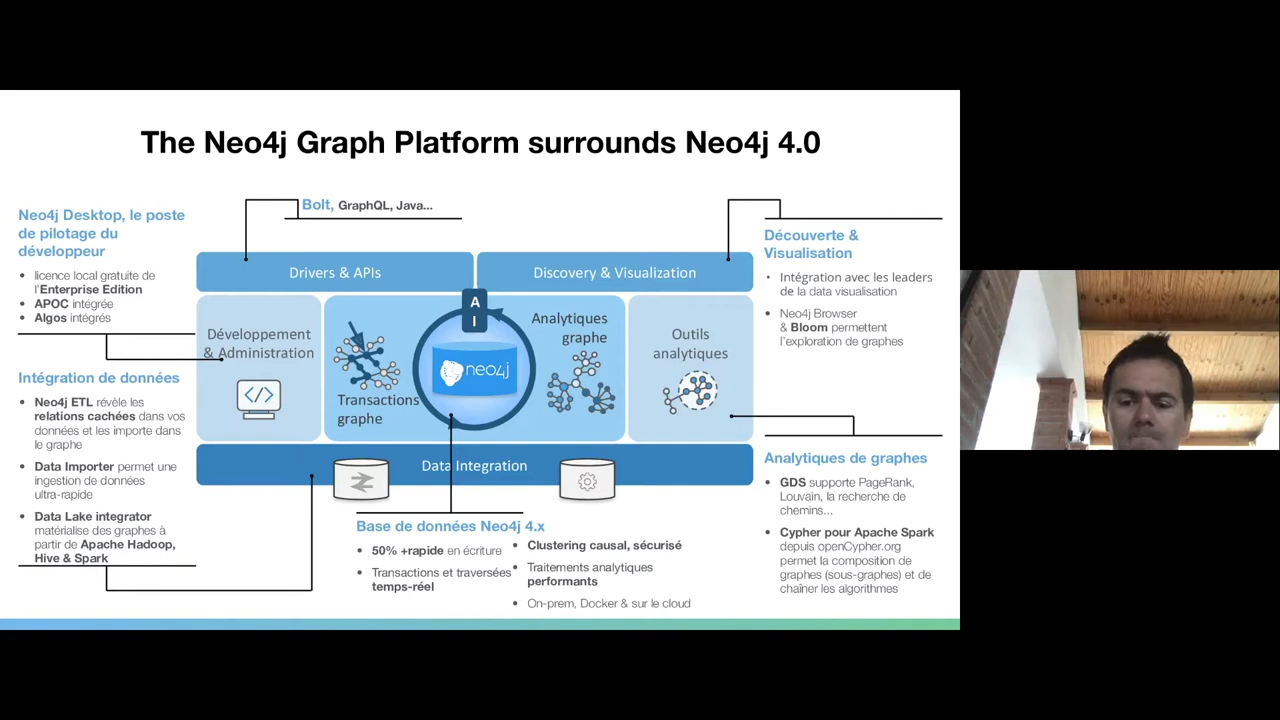 The Neo4j Graph Platform surrounds Neo4j 4.0
Neo4j Desktop, le poste
de pilotage du
développeur
• licence local gratuite de
l'Enterprise Edition
• APOC intégrée
• Algos intégrés
Intégration de données
• Neo4j ETL révèle les
relations cachées dans vos
données et les importe dans
le graphe
• Data Importer permet une
ingestion de données
ultra-rapide
• Data Lake integrator
matérialise des graphes à
partir de Apache Hadoop,
Hive & Spark
Bolt, GraphQL, Java...
Drivers & APIs
Discovery & Visualization
A
I
Développement
& Administration
Transactions
graphe
neo4j
Analytiques
graphe
Outils
analytiques
Data Integration
Base de données Neo4j 4.x
• 50% +rapide en écriture
• Transactions et traversées
temps-réel
• Clustering causal, sécurisé
• Traitements analytiques
performants
• On-prem, Docker & sur le cloud
Découverte &
Visualisation
• Intégration avec les leaders
de la data visualisation
• Neo4j Browser
& Bloom permettent
l'exploration de graphes
Analytiques de graphes
• GDS supporte PageRank,
Louvain, la recherche de
chemins...
• Cypher pour Apache Spark
depuis openCypher.org
permet la composition de
graphes (sous-graphes) et de
chaîner les algorithmes